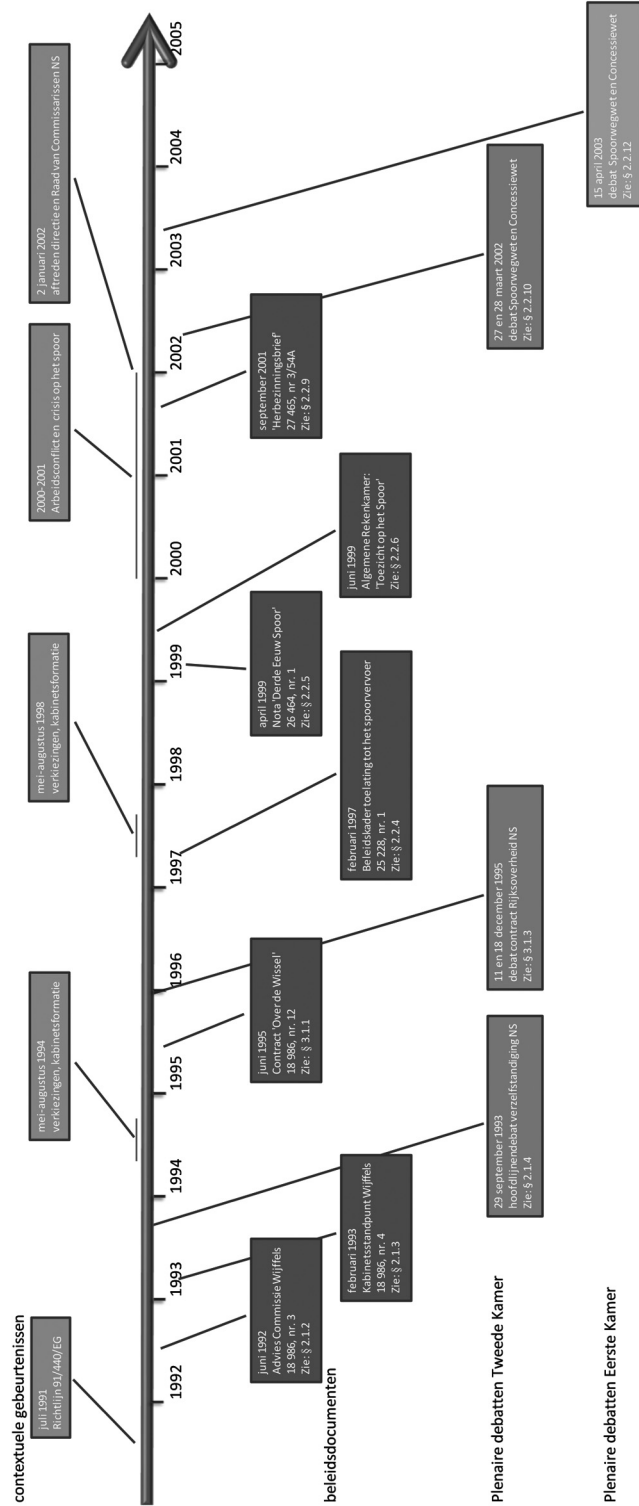 contextuele gebeurtenissen
juli 1991
Richtlijn 91/440/EG
mei-augustus 1994
verkiezingen, kabinetsformatie
mei-augustus 1998
verkiezingen, kabinetsformatie
2000-2001
Arbeidsconflict en crisis op het spoor
2 januari 2002
aftreden directie en Raad van Commissarissen NS
1992
1993
1994
1995
1996
1997
1998
1999
2000
2001
2002
2003
2004
2005
beleidsdocumenten
juni 1992
Advies Commissie Wijffels
18 986, nr. 3
Zie: § 2.1.2
februari 1993
Kabinetsstandpunt Wijffels
18 986, nr. 4
Zie: § 2.1.3
juni 1995
Contract 'Over de Wissel'
18 986, nr. 12
Zie: § 3.1.1
februari 1997
Beleidskader toelating tot het spoorvervoer
25 228, nr. 1
Zie: § 2.2.4
april 1999
Nota 'Derde Eeuw Spoor'
26 464, nr. 1
Zie: § 2.2.5
juni 1999
Algemene Rekenkamer:
'Toezicht op het Spoor'
Zie: § 2.2.6
september 2001
'Herbezinningsbrief'
27 465, nr 3/54A
Zie: § 2.2.9
Plenaire debatten Tweede Kamer
29 september 1993
hoofdlijnendebat verzelfstandiging NS
Zie: § 2.1.4
11 en 18 december 1995
debat contract Rijksoverheid NS
Zie: § 3.1.3
27 en 28 maart 2002
debat Spoorwegwet en Concessiewet
Zie: § 2.2.10
Plenaire debatten Eerste Kamer
15 april 2003
debat Spoorwegwet en Concessiewet
Zie: § 2.2.12